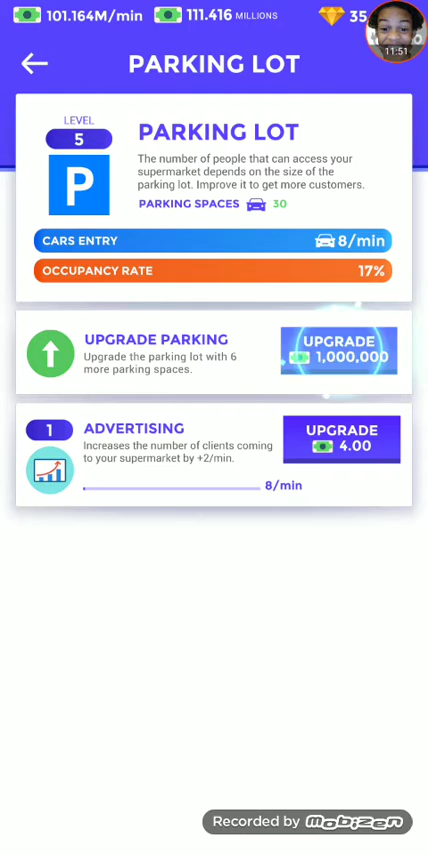 101.164M/min 111.416 MILLIONS 35
11:51
PARKING LOT
LEVEL
5
P
PARKING LOT
The number of people that can access your
supermarket depends on the size of the
parking lot. Improve it to get more customers.
PARKING SPACES 30
CARS ENTRY 8/min
OCCUPANCY RATE 17%
UPGRADE PARKING
Upgrade the parking lot with 6
more parking spaces.
UPGRADE
1,000,000
1
ADVERTISING
Increases the number of clients coming
to your supermarket by +2/min.
8/min
UPGRADE
4.00
Recorded by mobizen